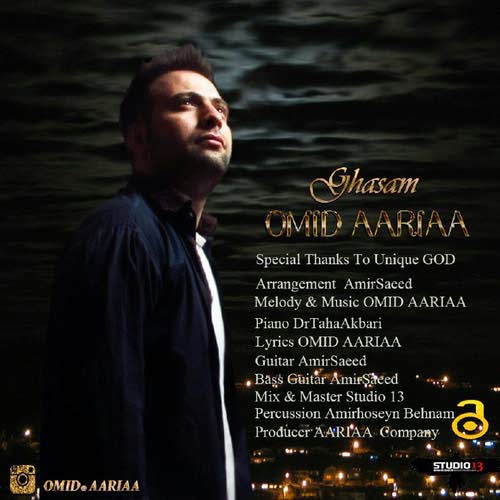 Ghasam
OMID AARIAA
Special Thanks To Unique GOD
Arrangement AmirSaeed
Melody & Music OMID AARIAA
Piano DrTahaAkbari
Lyrics OMID AARIAA
Guitar AmirSaeed
Bass Guitar AmirSaeed
Mix & Master Studio 13
Percussion Amirhoseyn Behnam
Producer AARIAA Company
STUDIO.13
OMID.AARIAA